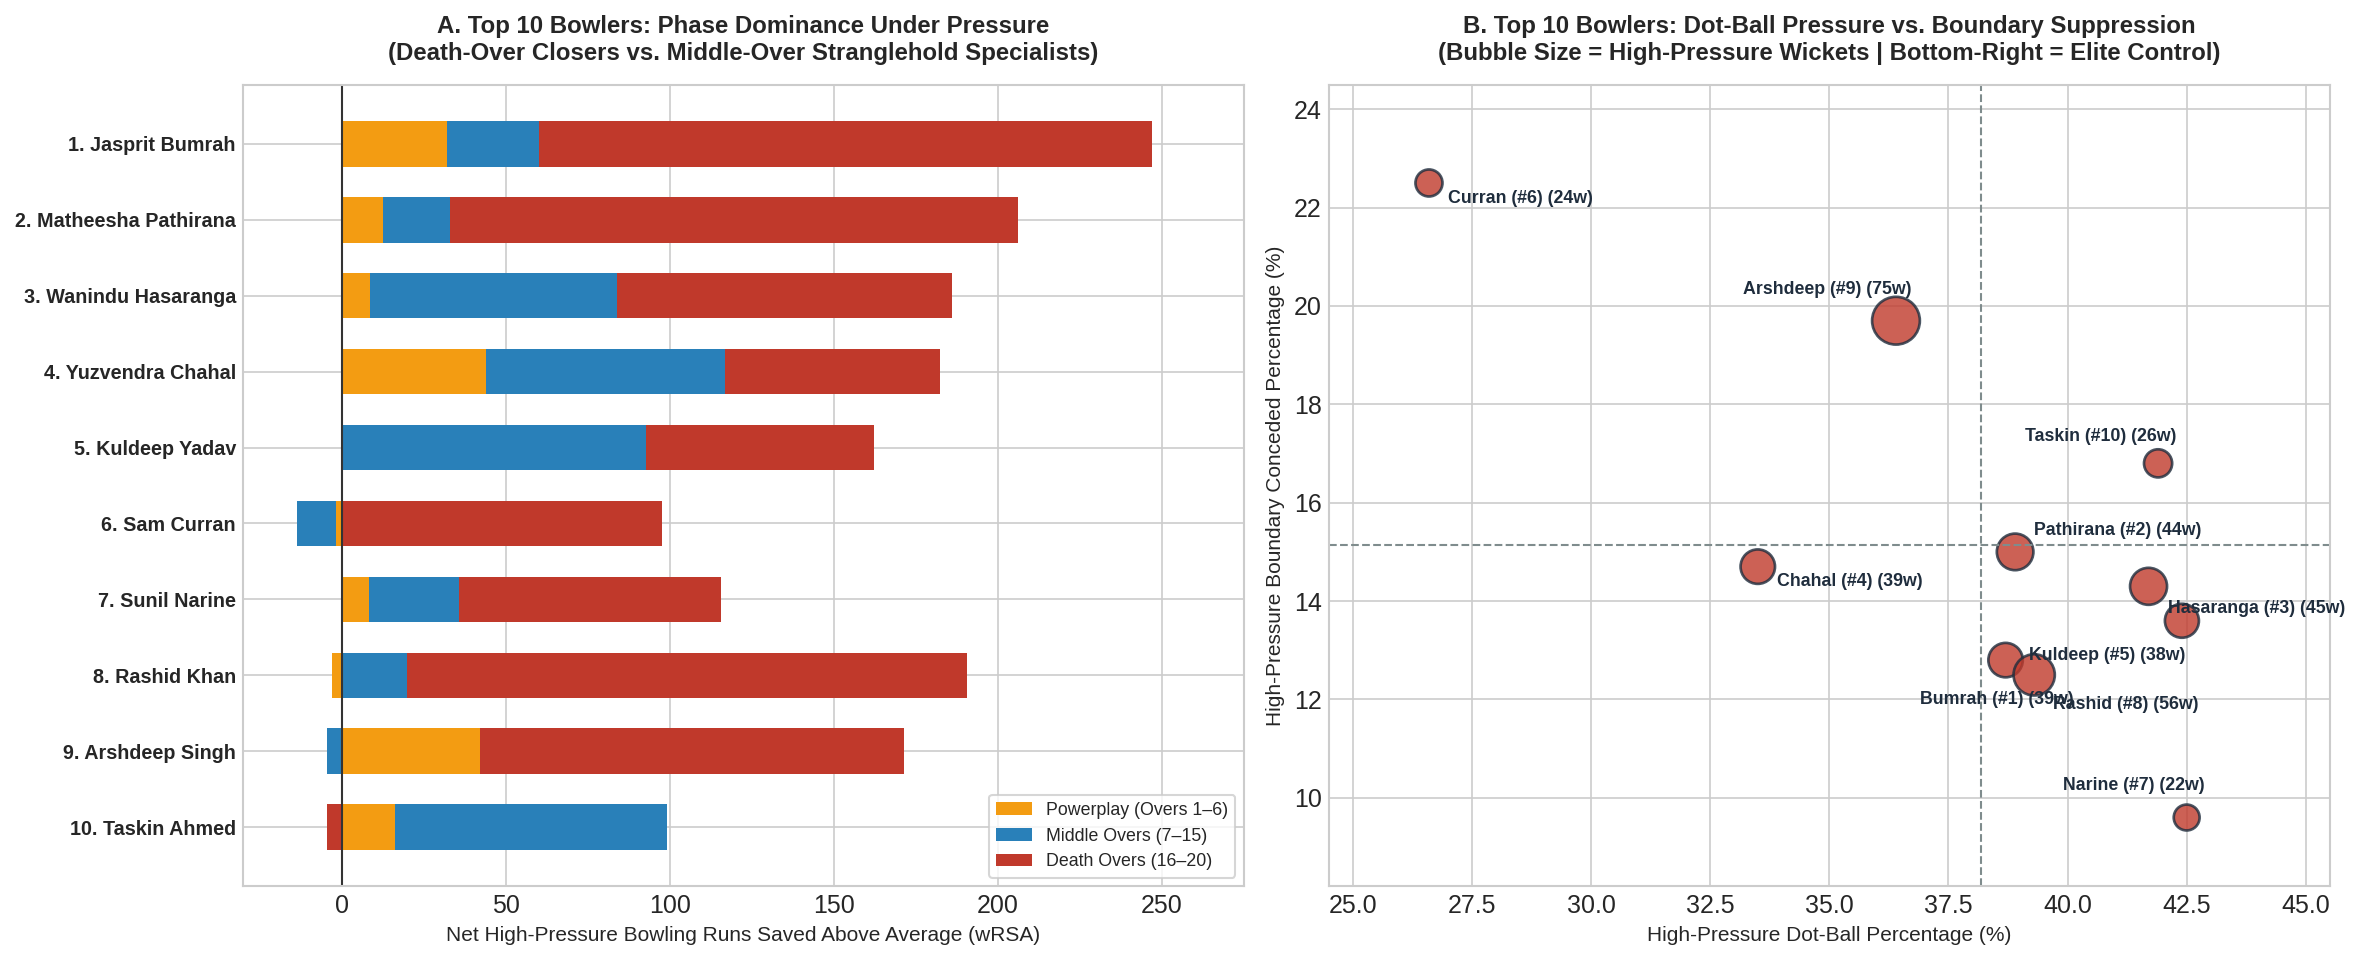 A. Top 10 Bowlers: Phase Dominance Under Pressure
(Death-Over Closers vs. Middle-Over Stranglehold Specialists)
1. Jasprit Bumrah
2. Matheesha Pathirana
3. Wanindu Hasaranga
4. Yuzvendra Chahal
5. Kuldeep Yadav
6. Sam Curran
7. Sunil Narine
8. Rashid Khan
9. Arshdeep Singh
10. Taskin Ahmed
Powerplay (Overs 1–6)
Middle Overs (7–15)
Death Overs (16–20)
0 50 100 150 200 250
Net High-Pressure Bowling Runs Saved Above Average (wRSA)
B. Top 10 Bowlers: Dot-Ball Pressure vs. Boundary Suppression
(Bubble Size = High-Pressure Wickets | Bottom-Right = Elite Control)
High-Pressure Boundary Conceded Percentage (%)
24
22
20
18
16
14
12
10
Curran (#6) (24w)
Arshdeep (#9) (75w)
Taskin (#10) (26w)
Pathirana (#2) (44w)
Chahal (#4) (39w)
Hasaranga (#3) (45w)
Kuldeep (#5) (38w)
Bumrah (#1) (39w)
Rashid (#8) (56w)
Narine (#7) (22w)
25.0 27.5 30.0 32.5 35.0 37.5 40.0 42.5 45.0
High-Pressure Dot-Ball Percentage (%)